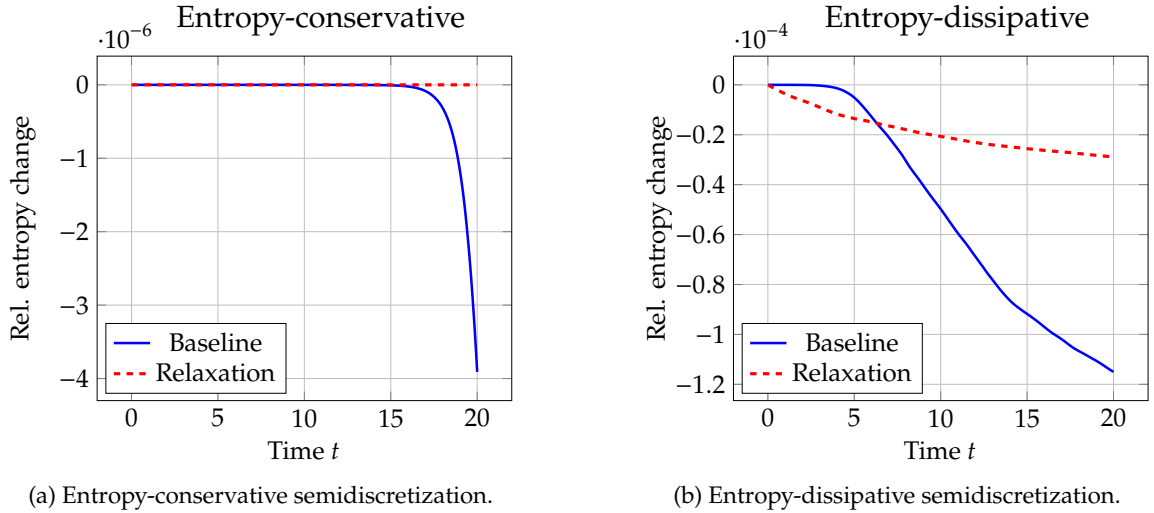 Entropy-conservative
·10⁻⁶
0
−1
−2
−3
−4
Rel. entropy change
Baseline
Relaxation
0 5 10 15 20
Time t
(a) Entropy-conservative semidiscretization.
Entropy-dissipative
·10⁻⁴
0
−0.2
−0.4
−0.6
−0.8
−1
−1.2
Rel. entropy change
Baseline
Relaxation
0 5 10 15 20
Time t
(b) Entropy-dissipative semidiscretization.